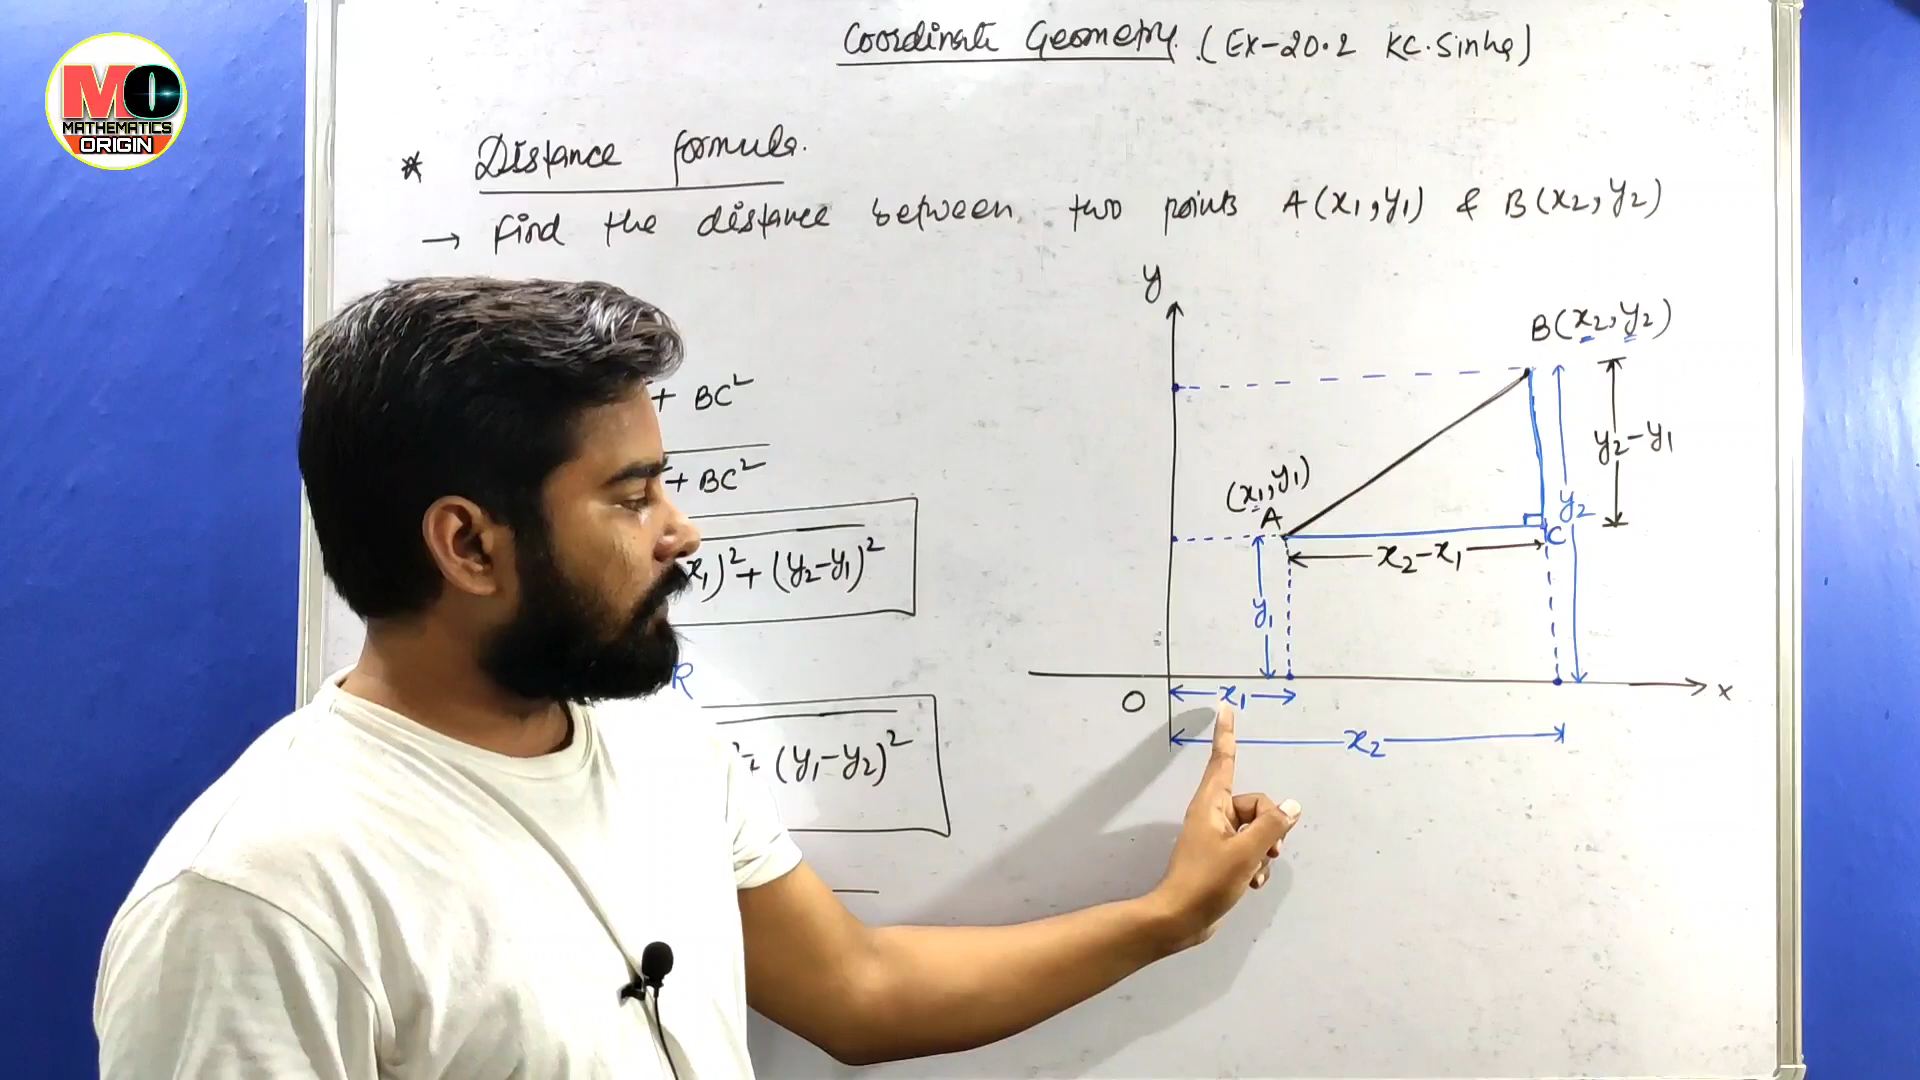 MO
MATHEMATICS
ORIGIN
Coordinate Geometry. (Ex-20.2 KC.Sinha)
* Distance formula.
→ Find the distance between two points A(x₁,y₁) & B(x₂,y₂)
+ BC²
+ BC²
x₁)²+(y₂-y₁)²
R
+ (y₁-y₂)²
y
B(x₂,y₂)
y₂-y₁
(x₁,y₁)
A
y₂
C
x₂-x₁
y₁
O
x₁
x
x₂